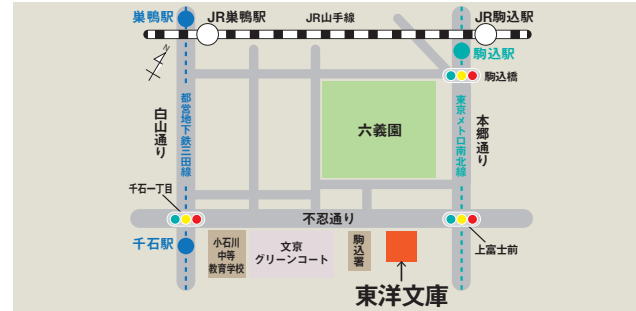 巣鴨駅
JR巣鴨駅
JR山手線
JR駒込駅
駒込駅
N
駒込橋
白山通り
都営地下鉄三田線
六義園
東京メトロ南北線
本郷通り
千石一丁目
不忍通り
千石駅
小石川
中等
教育学校
文京
グリーンコート
駒込署
上富士前
東洋文庫